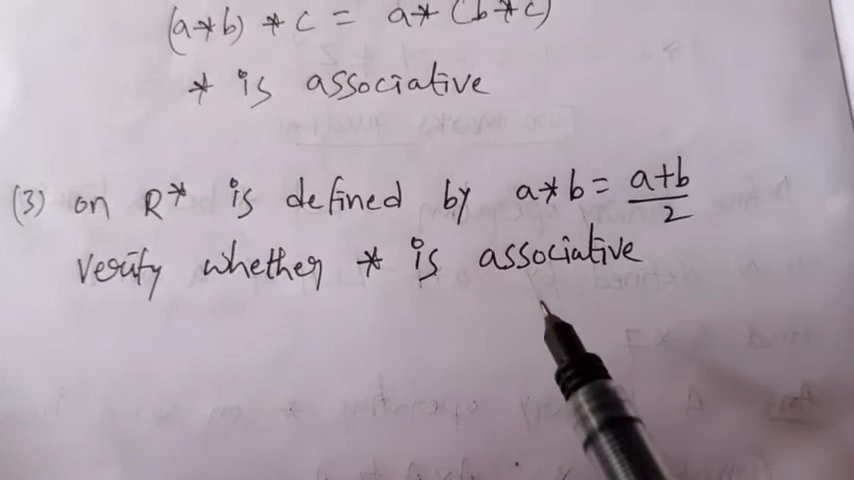 (a*b) *c = a* (b*c)
* is associative
(3) on R* is defined by a*b = a+b/2
Verify whether * is associative